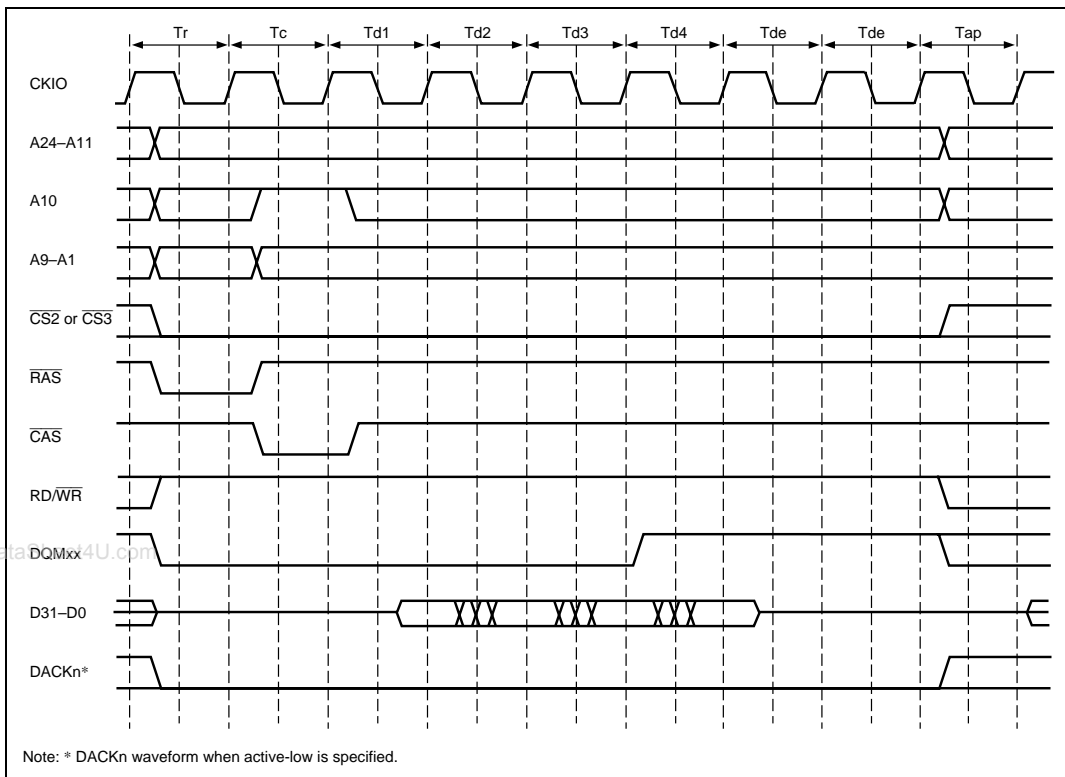 Tr Tc Td1 Td2 Td3 Td4 Tde Tde Tap
CKIO
A24–A11
A10
A9–A1
CS2 or CS3
RAS
CAS
RD/WR
DQMxx
D31–D0
DACKn*
Note: * DACKn waveform when active-low is specified.